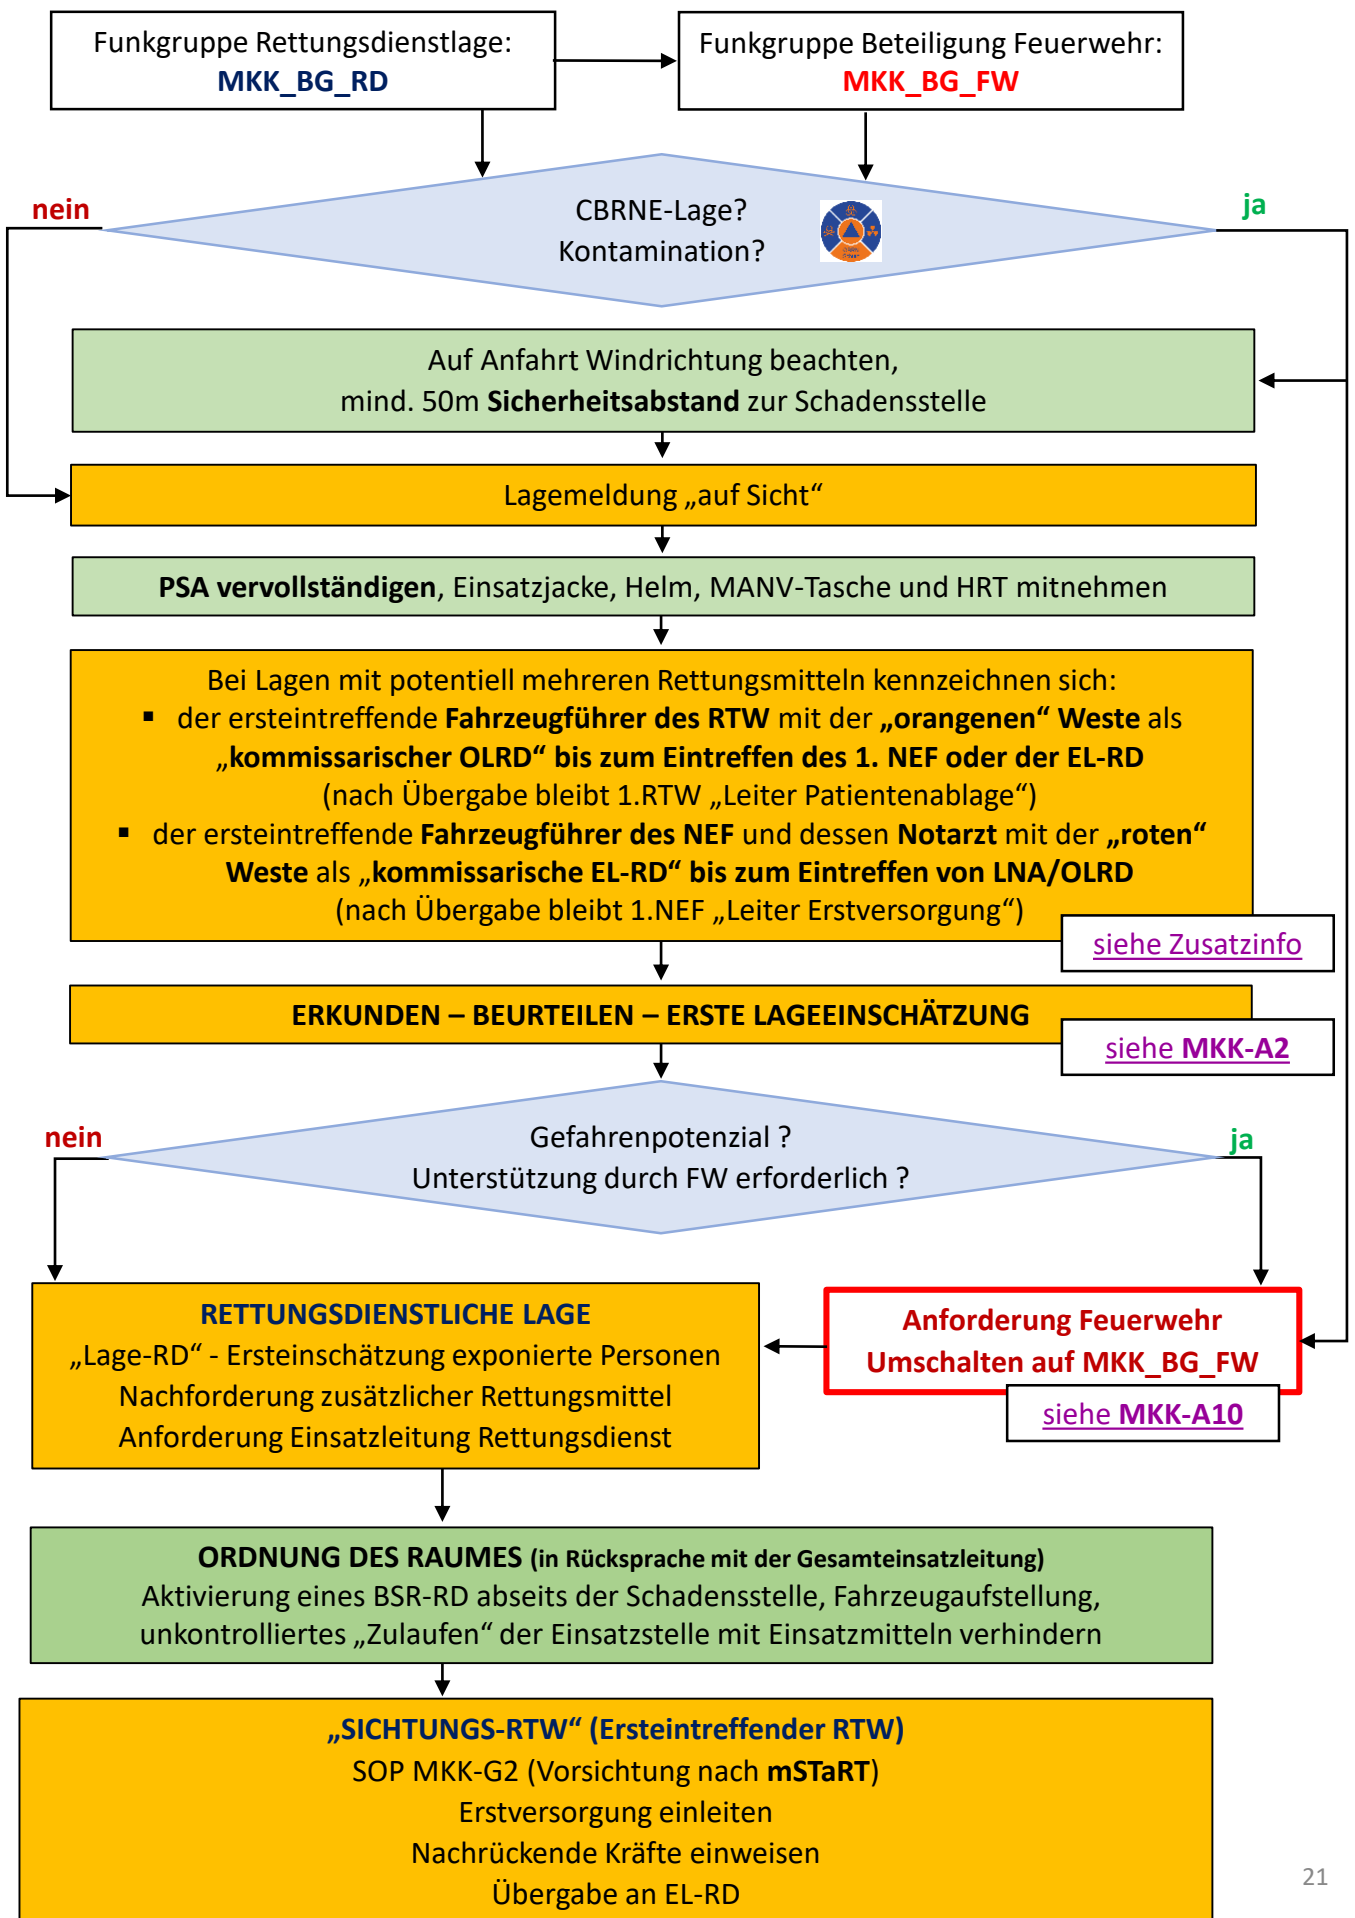 Funkgruppe Rettungsdienstlage:
MKK_BG_RD
Funkgruppe Beteiligung Feuerwehr:
MKK_BG_FW
nein
CBRNE-Lage?
Kontamination?
ja
Auf Anfahrt Windrichtung beachten,
mind. 50m Sicherheitsabstand zur Schadensstelle
Lagemeldung „auf Sicht“
PSA vervollständigen, Einsatzjacke, Helm, MANV-Tasche und HRT mitnehmen
Bei Lagen mit potentiell mehreren Rettungsmitteln kennzeichnen sich:
▪ der ersteintreffende Fahrzeugführer des RTW mit der „orangenen“ Weste als
„kommissarischer OLRD“ bis zum Eintreffen des 1. NEF oder der EL-RD
(nach Übergabe bleibt 1.RTW „Leiter Patientenablage“)
▪ der ersteintreffende Fahrzeugführer des NEF und dessen Notarzt mit der „roten“
Weste als „kommissarische EL-RD“ bis zum Eintreffen von LNA/OLRD
(nach Übergabe bleibt 1.NEF „Leiter Erstversorgung“)
siehe Zusatzinfo
ERKUNDEN – BEURTEILEN – ERSTE LAGEEINSCHÄTZUNG
siehe MKK-A2
nein
Gefahrenpotenzial ?
Unterstützung durch FW erforderlich ?
ja
RETTUNGSDIENSTLICHE LAGE
„Lage-RD“ - Ersteinschätzung exponierte Personen
Nachforderung zusätzlicher Rettungsmittel
Anforderung Einsatzleitung Rettungsdienst
Anforderung Feuerwehr
Umschalten auf MKK_BG_FW
siehe MKK-A10
ORDNUNG DES RAUMES (in Rücksprache mit der Gesamteinsatzleitung)
Aktivierung eines BSR-RD abseits der Schadensstelle, Fahrzeugaufstellung,
unkontrolliertes „Zulaufen“ der Einsatzstelle mit Einsatzmitteln verhindern
„SICHTUNGS-RTW“ (Ersteintreffender RTW)
SOP MKK-G2 (Vorsichtung nach mSTaRT)
Erstversorgung einleiten
Nachrückende Kräfte einweisen
Übergabe an EL-RD
21